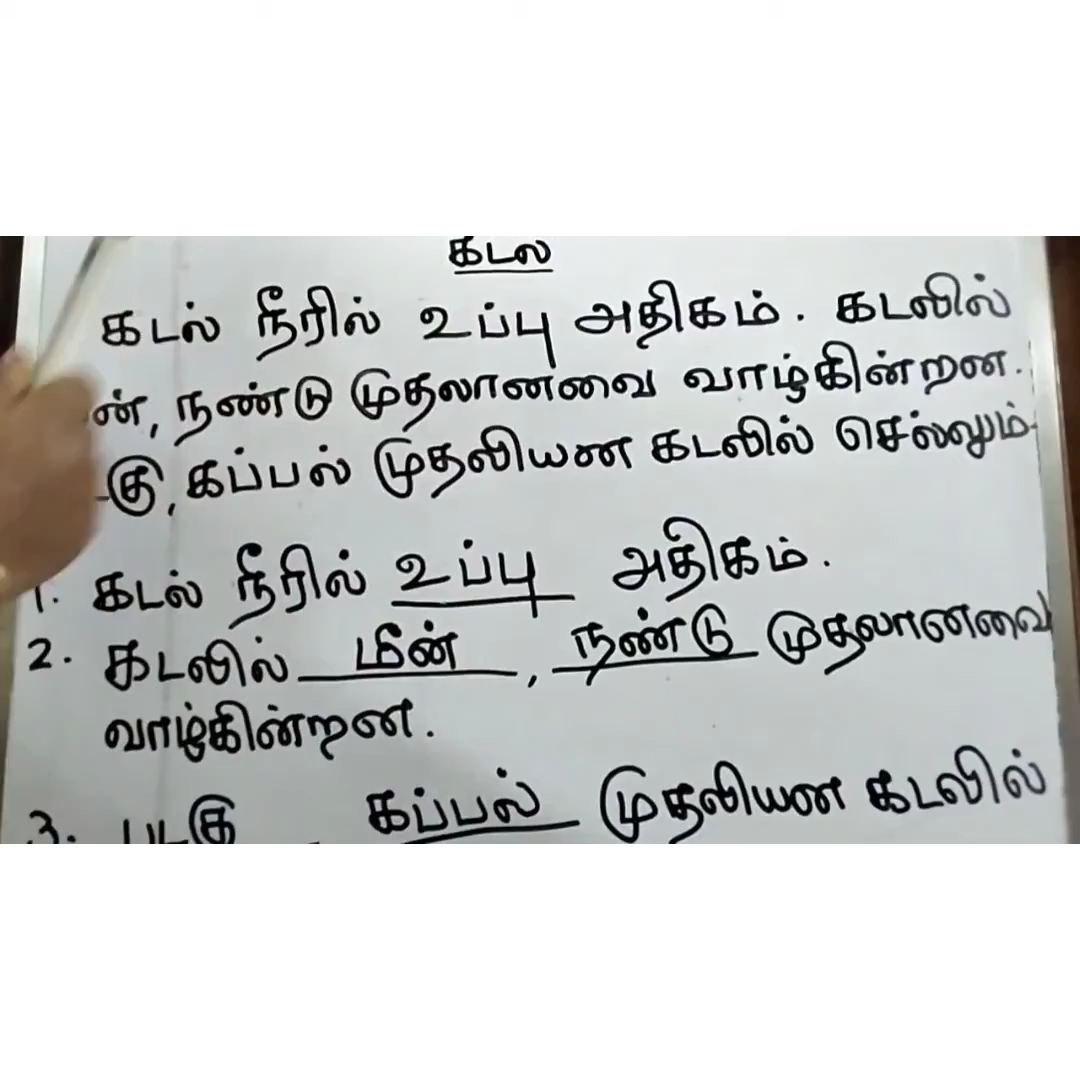 கடல்
கடல் நீரில் உப்பு அதிகம். கடலில்
நண்டு முதலானவை வாழ்கின்றன.
கப்பல் முதலியன கடலில் செல்லும்.
1. கடல் நீரில் உப்பு அதிகம்.
2. கடலில் மீன், நண்டு முதலானவை
வாழ்கின்றன.
3. படகு, கப்பல் முதலியன கடலில்